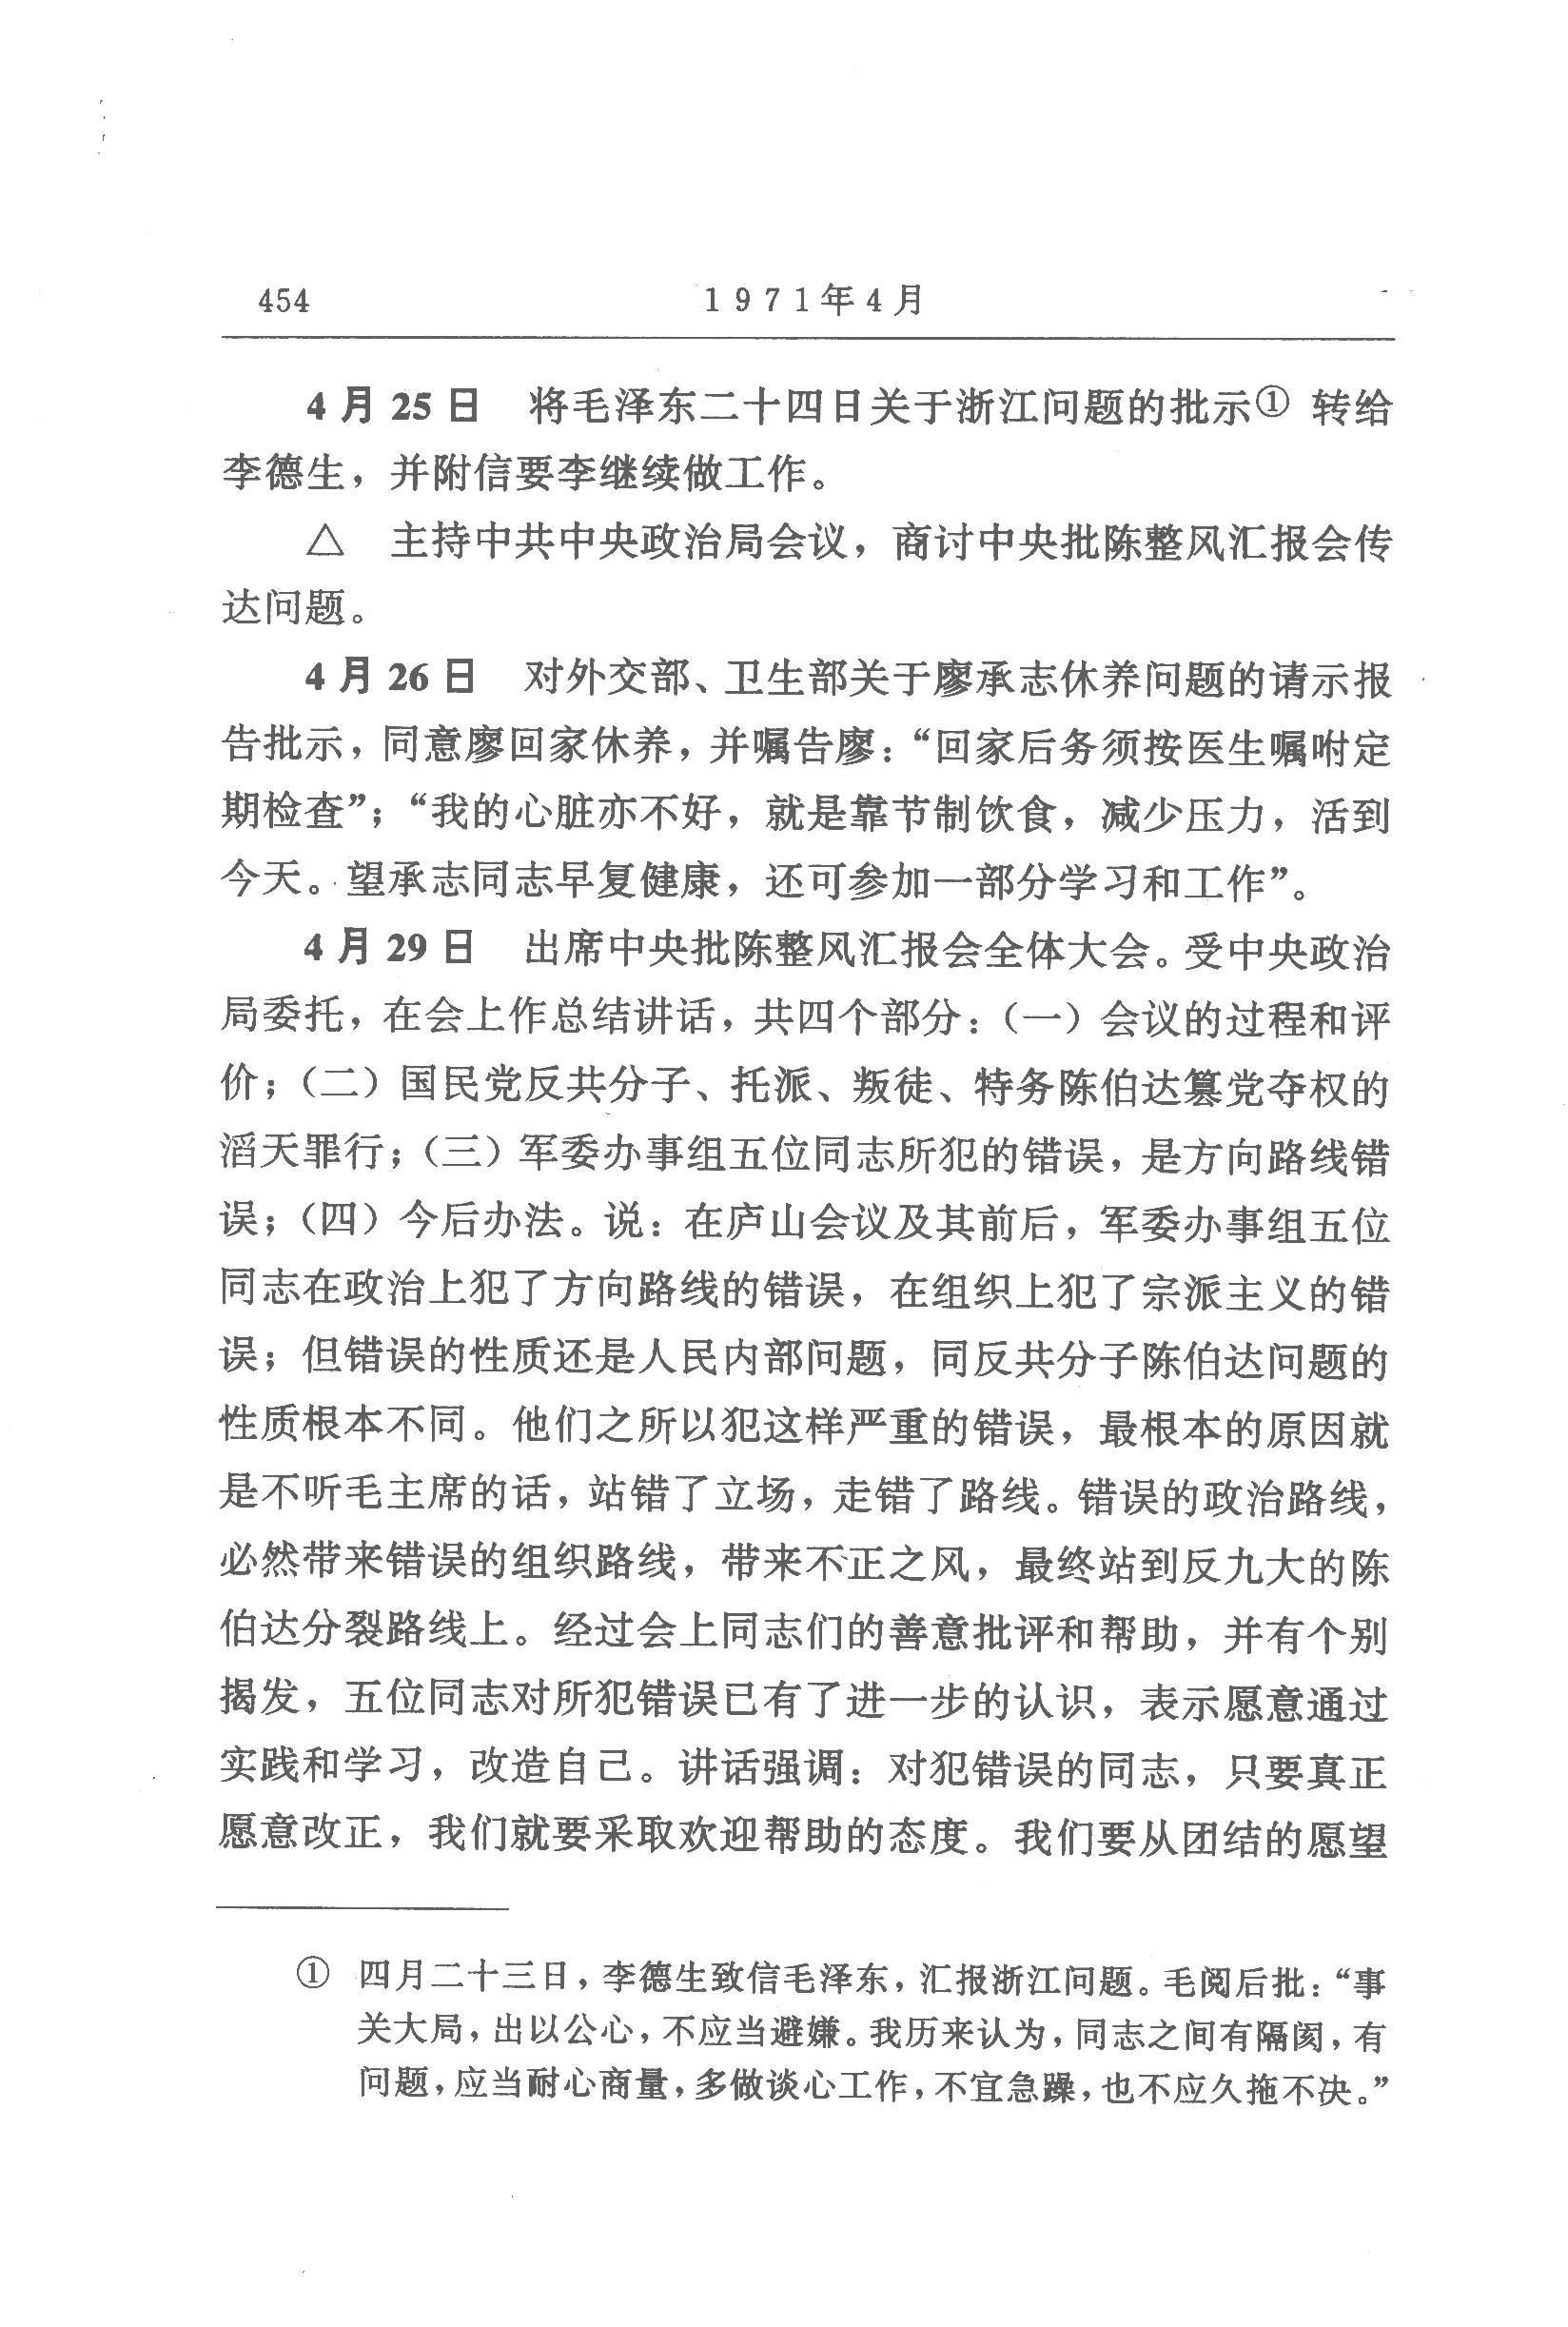 454 1971年4月
4月25日 将毛泽东二十四日关于浙江问题的批示① 转给
李德生，并附信要李继续做工作。
△ 主持中共中央政治局会议，商讨中央批陈整风汇报会传
达问题。
4月26日 对外交部、卫生部关于廖承志休养问题的请示报
告批示，同意廖回家休养，并嘱告廖：“回家后务须按医生嘱咐定
期检查”；“我的心脏亦不好，就是靠节制饮食，减少压力，活到
今天。望承志同志早复健康，还可参加一部分学习和工作”。
4月29日 出席中央批陈整风汇报会全体大会。受中央政治
局委托，在会上作总结讲话，共四个部分：（一）会议的过程和评
价；（二）国民党反共分子、托派、叛徒、特务陈伯达篡党夺权的
滔天罪行；（三）军委办事组五位同志所犯的错误，是方向路线错
误；（四）今后办法。说：在庐山会议及其前后，军委办事组五位
同志在政治上犯了方向路线的错误，在组织上犯了宗派主义的错
误；但错误的性质还是人民内部问题，同反共分子陈伯达问题的
性质根本不同。他们之所以犯这样严重的错误，最根本的原因就
是不听毛主席的话，站错了立场，走错了路线。错误的政治路线，
必然带来错误的组织路线，带来不正之风，最终站到反九大的陈
伯达分裂路线上。经过会上同志们的善意批评和帮助，并有个别
揭发，五位同志对所犯错误已有了进一步的认识，表示愿意通过
实践和学习，改造自己。讲话强调：对犯错误的同志，只要真正
愿意改正，我们就要采取欢迎帮助的态度。我们要从团结的愿望
① 四月二十三日，李德生致信毛泽东，汇报浙江问题。毛阅后批：“事
关大局，出以公心，不应当避嫌。我历来认为，同志之间有隔阂，有
问题，应当耐心商量，多做谈心工作，不宜急躁，也不应久拖不决。”